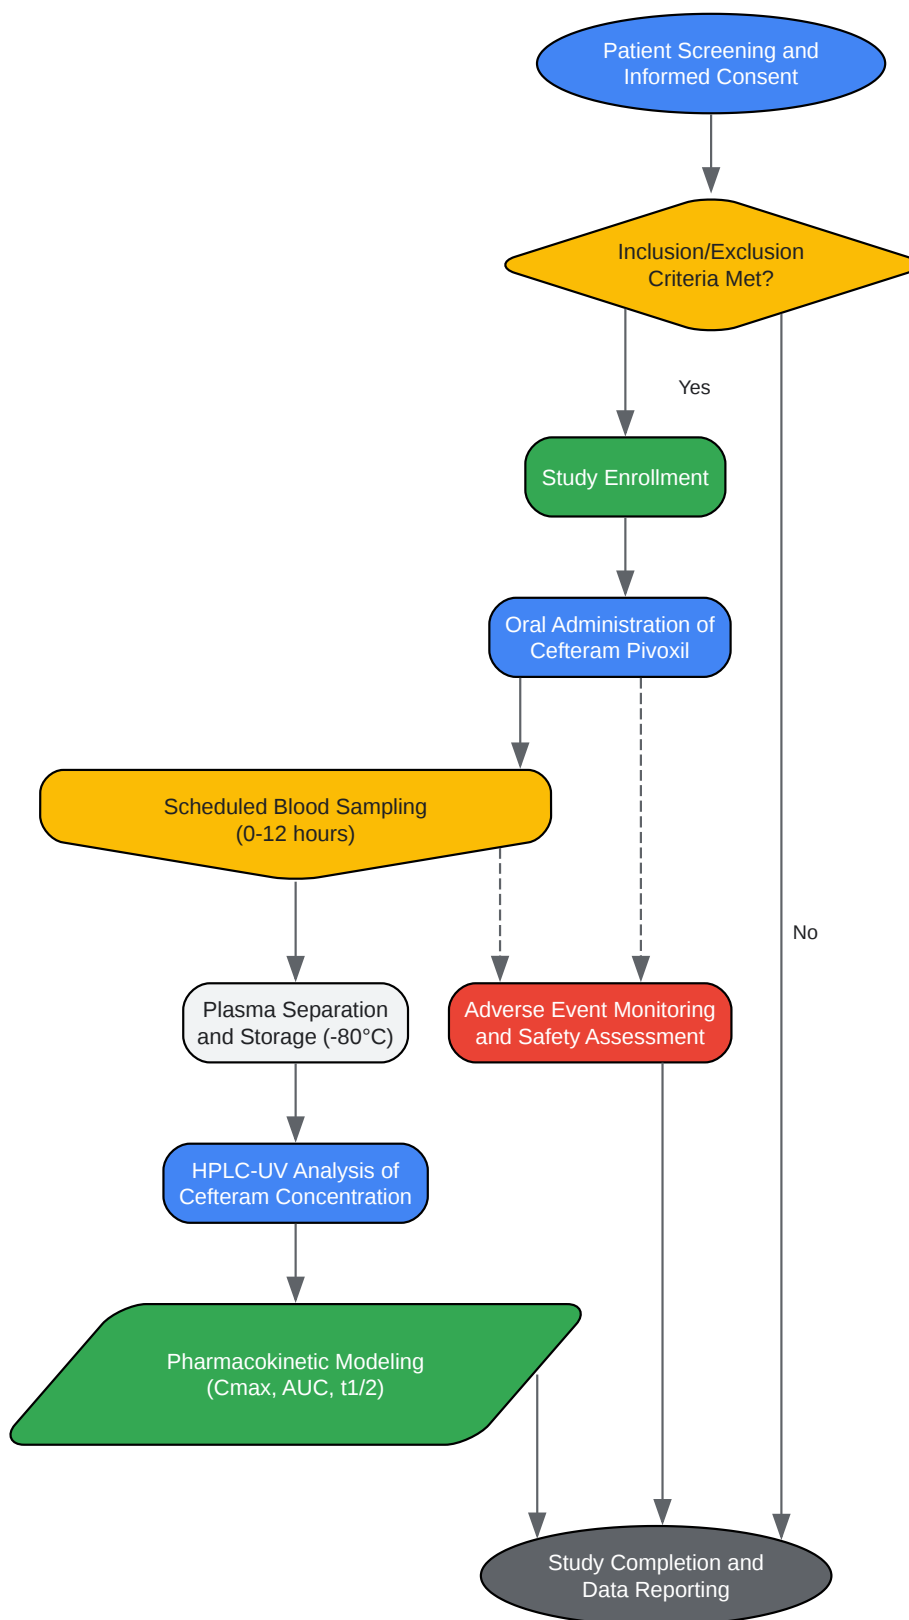 Patient Screening and
Informed Consent
Inclusion/Exclusion
Criteria Met?
Yes
Study Enrollment
Oral Administration of
Cefteram Pivoxil
Scheduled Blood Sampling
(0-12 hours)
No
Plasma Separation
and Storage (-80°C)
Adverse Event Monitoring
and Safety Assessment
HPLC-UV Analysis of
Cefteram Concentration
Pharmacokinetic Modeling
(Cmax, AUC, t1/2)
Study Completion and
Data Reporting